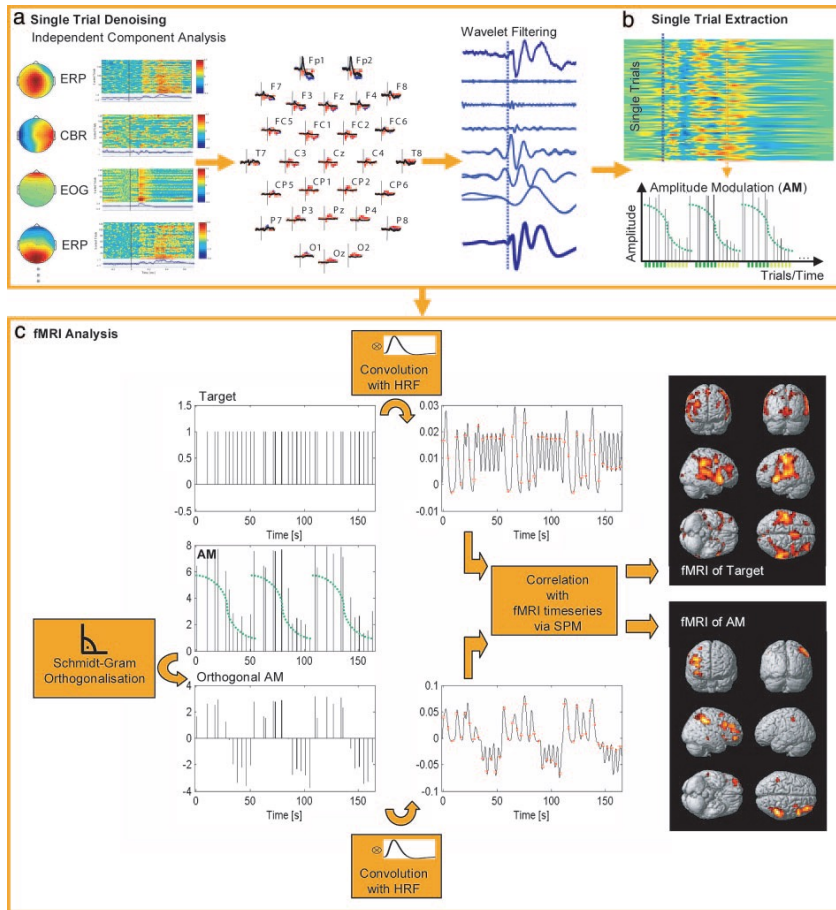 a Single Trial Denoising
Independent Component Analysis
ERP
CBR
EOG
ERP
Fp1 Fp2
F7 F3 Fz F4 F8
FC5 FC1 FC2 FC6
T7 C3 Cz C4 T8
CP5 CP1 CP2 CP6
P7 P3 Pz P4 P8
O1 Oz O2
Wavelet Filtering
b Single Trial Extraction
Single Trials
Amplitude Modulation (AM)
Amplitude
...
Trials/Time
c fMRI Analysis
⊗
Convolution
with HRF
Target
1.5
1
0.5
0
-0.5
0 50 100 150
Time [s]
0.03
0.02
0.01
0
-0.01
0 50 100 150
Time [s]
AM
8
6
4
2
0
0 50 100 150
Time [s]
Schmidt-Gram
Orthogonalisation
Orthogonal AM
4
2
0
-2
-4
0 50 100 150
Time [s]
0.1
0.05
0
-0.05
-0.1
0 50 100 150
Time [s]
⊗
Convolution
with HRF
Correlation
with
fMRI timeseries
via SPM
fMRI of Target
fMRI of AM